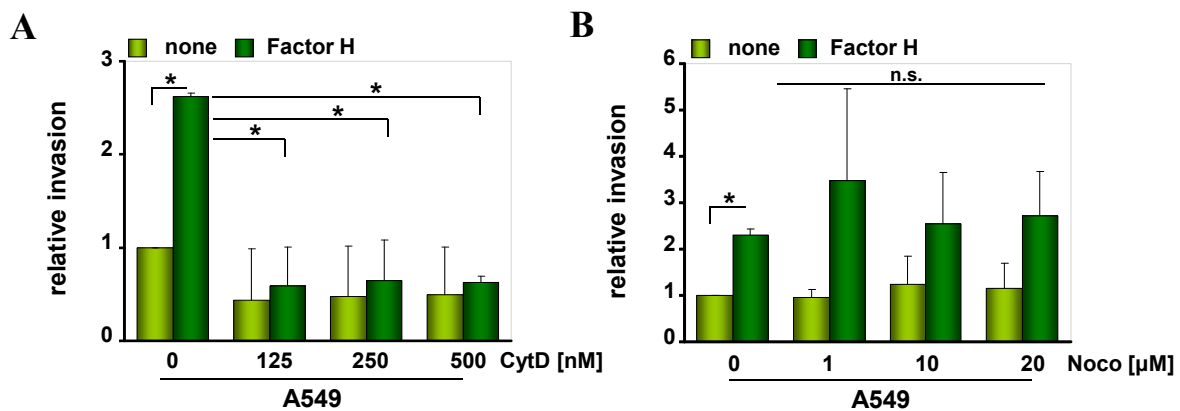 A
none Factor H
3
2
1
0
relative invasion
*
*
*
*
0 125 250 500 CytD [nM]
A549
B
none Factor H
6
5
4
3
2
1
0
relative invasion
n.s.
*
0 1 10 20 Noco [µM]
A549